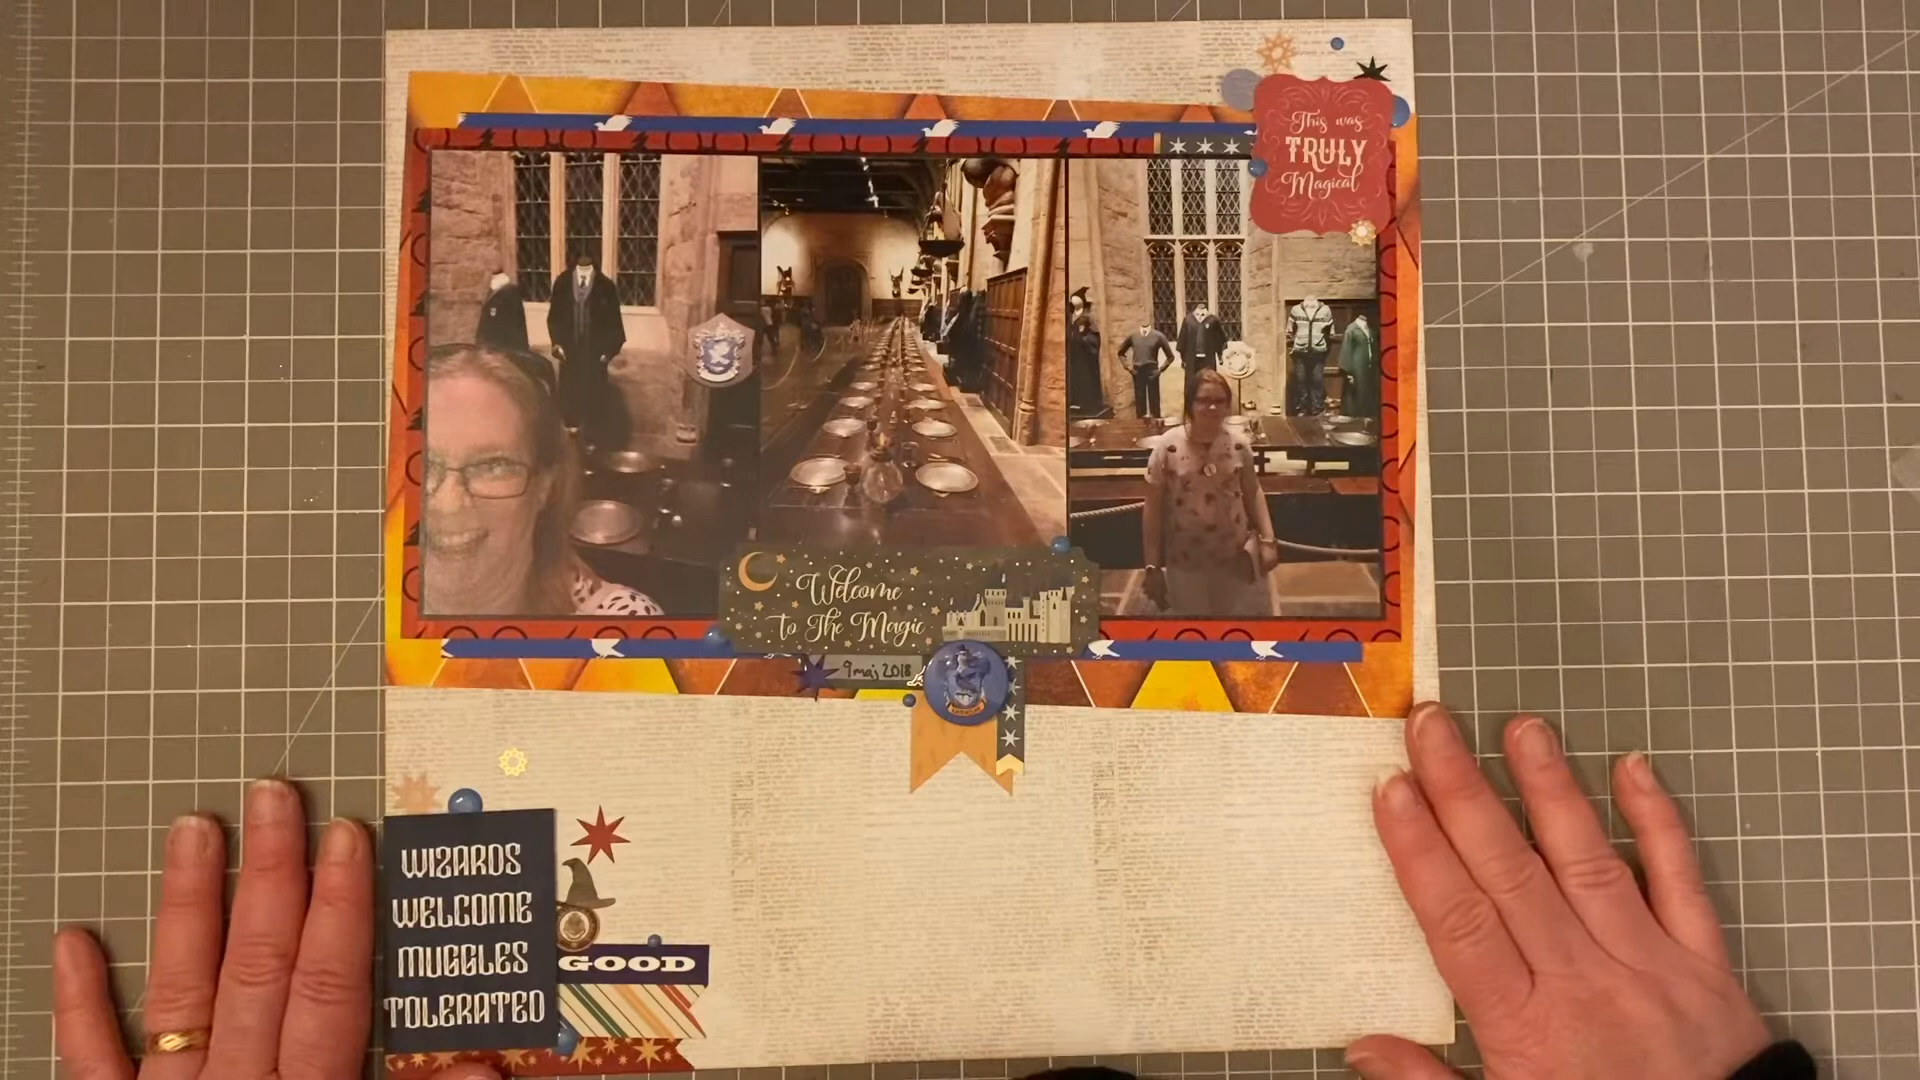 This was
TRULY
Magical
Welcome
to The Magic
9 maj 2018
WIZARDS
WELCOME
MUGGLES
TOLERATED
GOOD